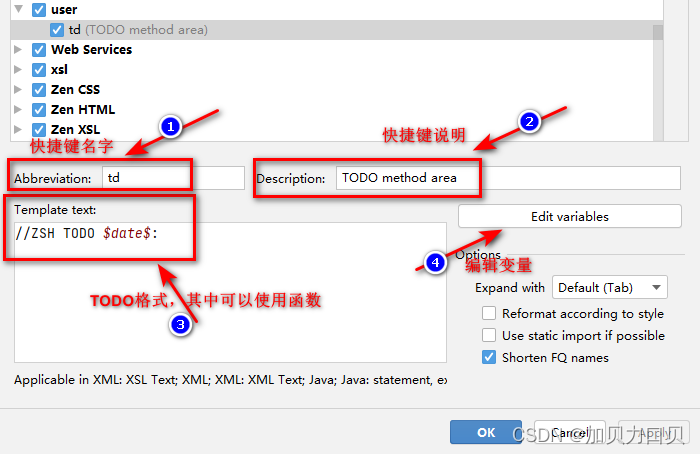 user
td (TODO method area)
Web Services
xsl
Zen CSS
Zen HTML
Zen XSL
1
2
快捷键名字
快捷键说明
Abbreviation: td
Description: TODO method area
Template text:
//ZSH TODO $date$:
Edit variables
4
编辑变量
Options
TODO格式，其中可以使用函数
3
Expand with Default (Tab)
Reformat according to style
Use static import if possible
Shorten FQ names
Applicable in XML: XSL Text; XML; XML: XML Text; Java; Java: statement, ex
OK
Cancel
Apply
CSDN @加贝力口贝